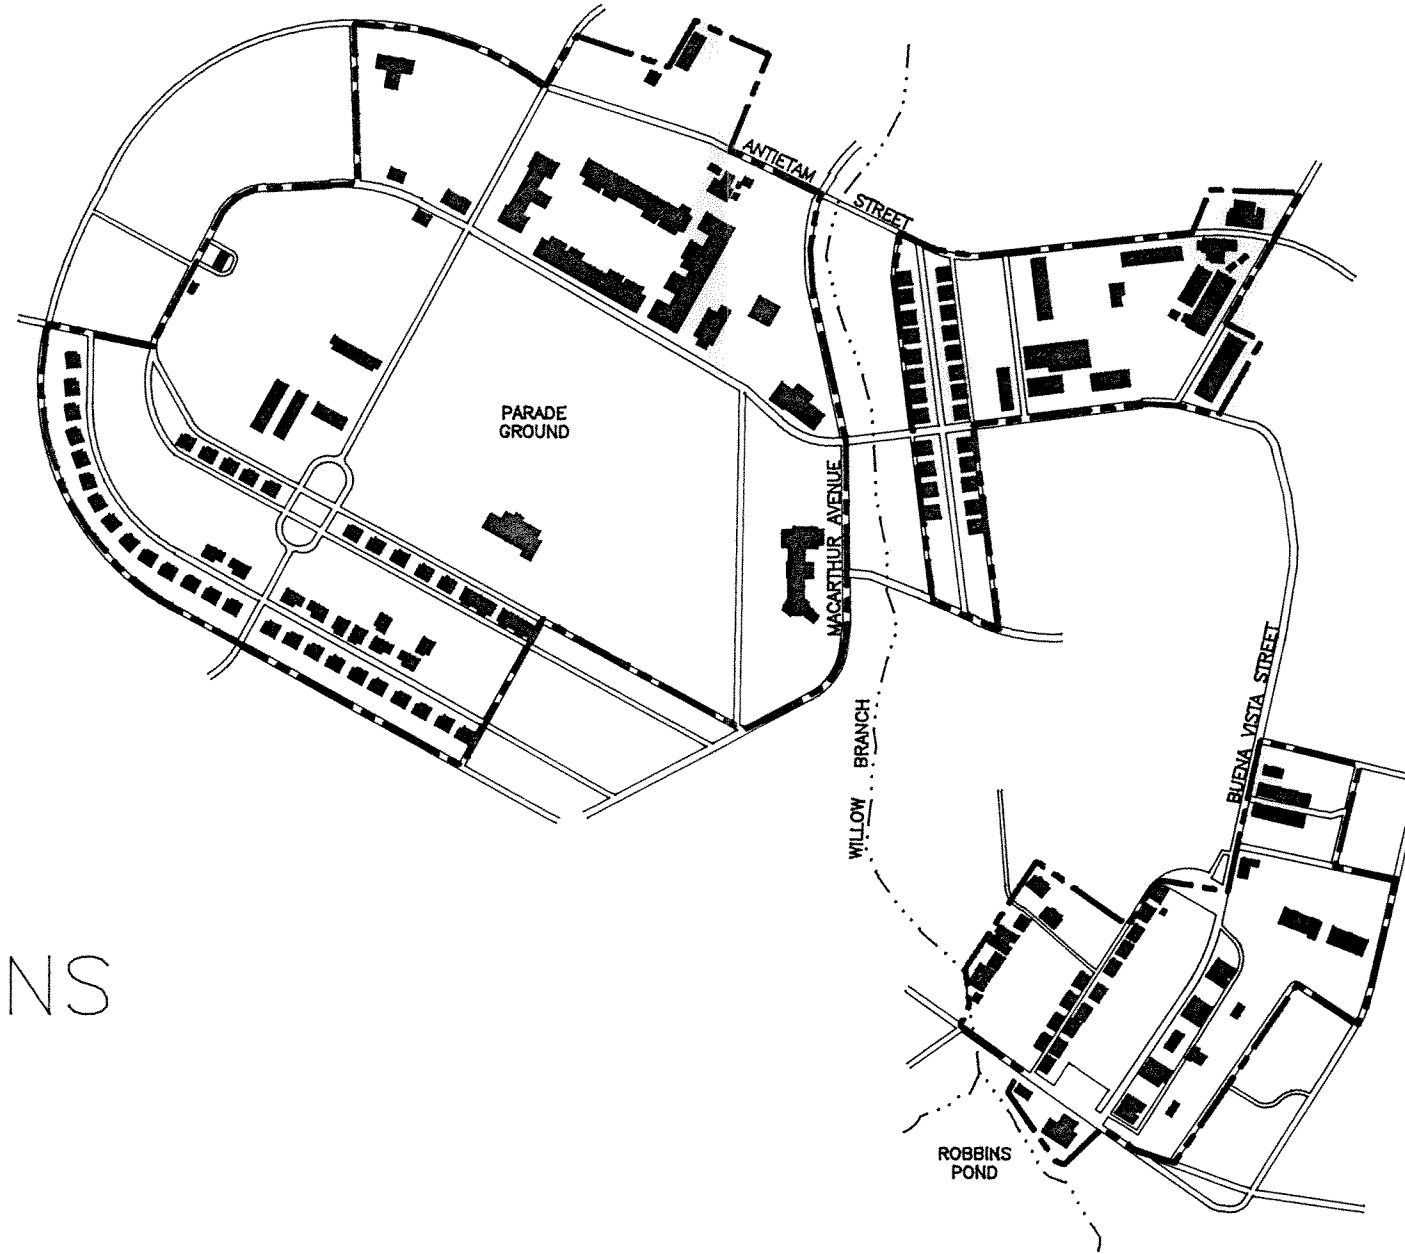 ANTIETAM
STREET
PARADE
GROUND
MACARTHUR AVENUE
BUENA VISTA STREET
WILLOW BRANCH
NS
ROBBINS
POND